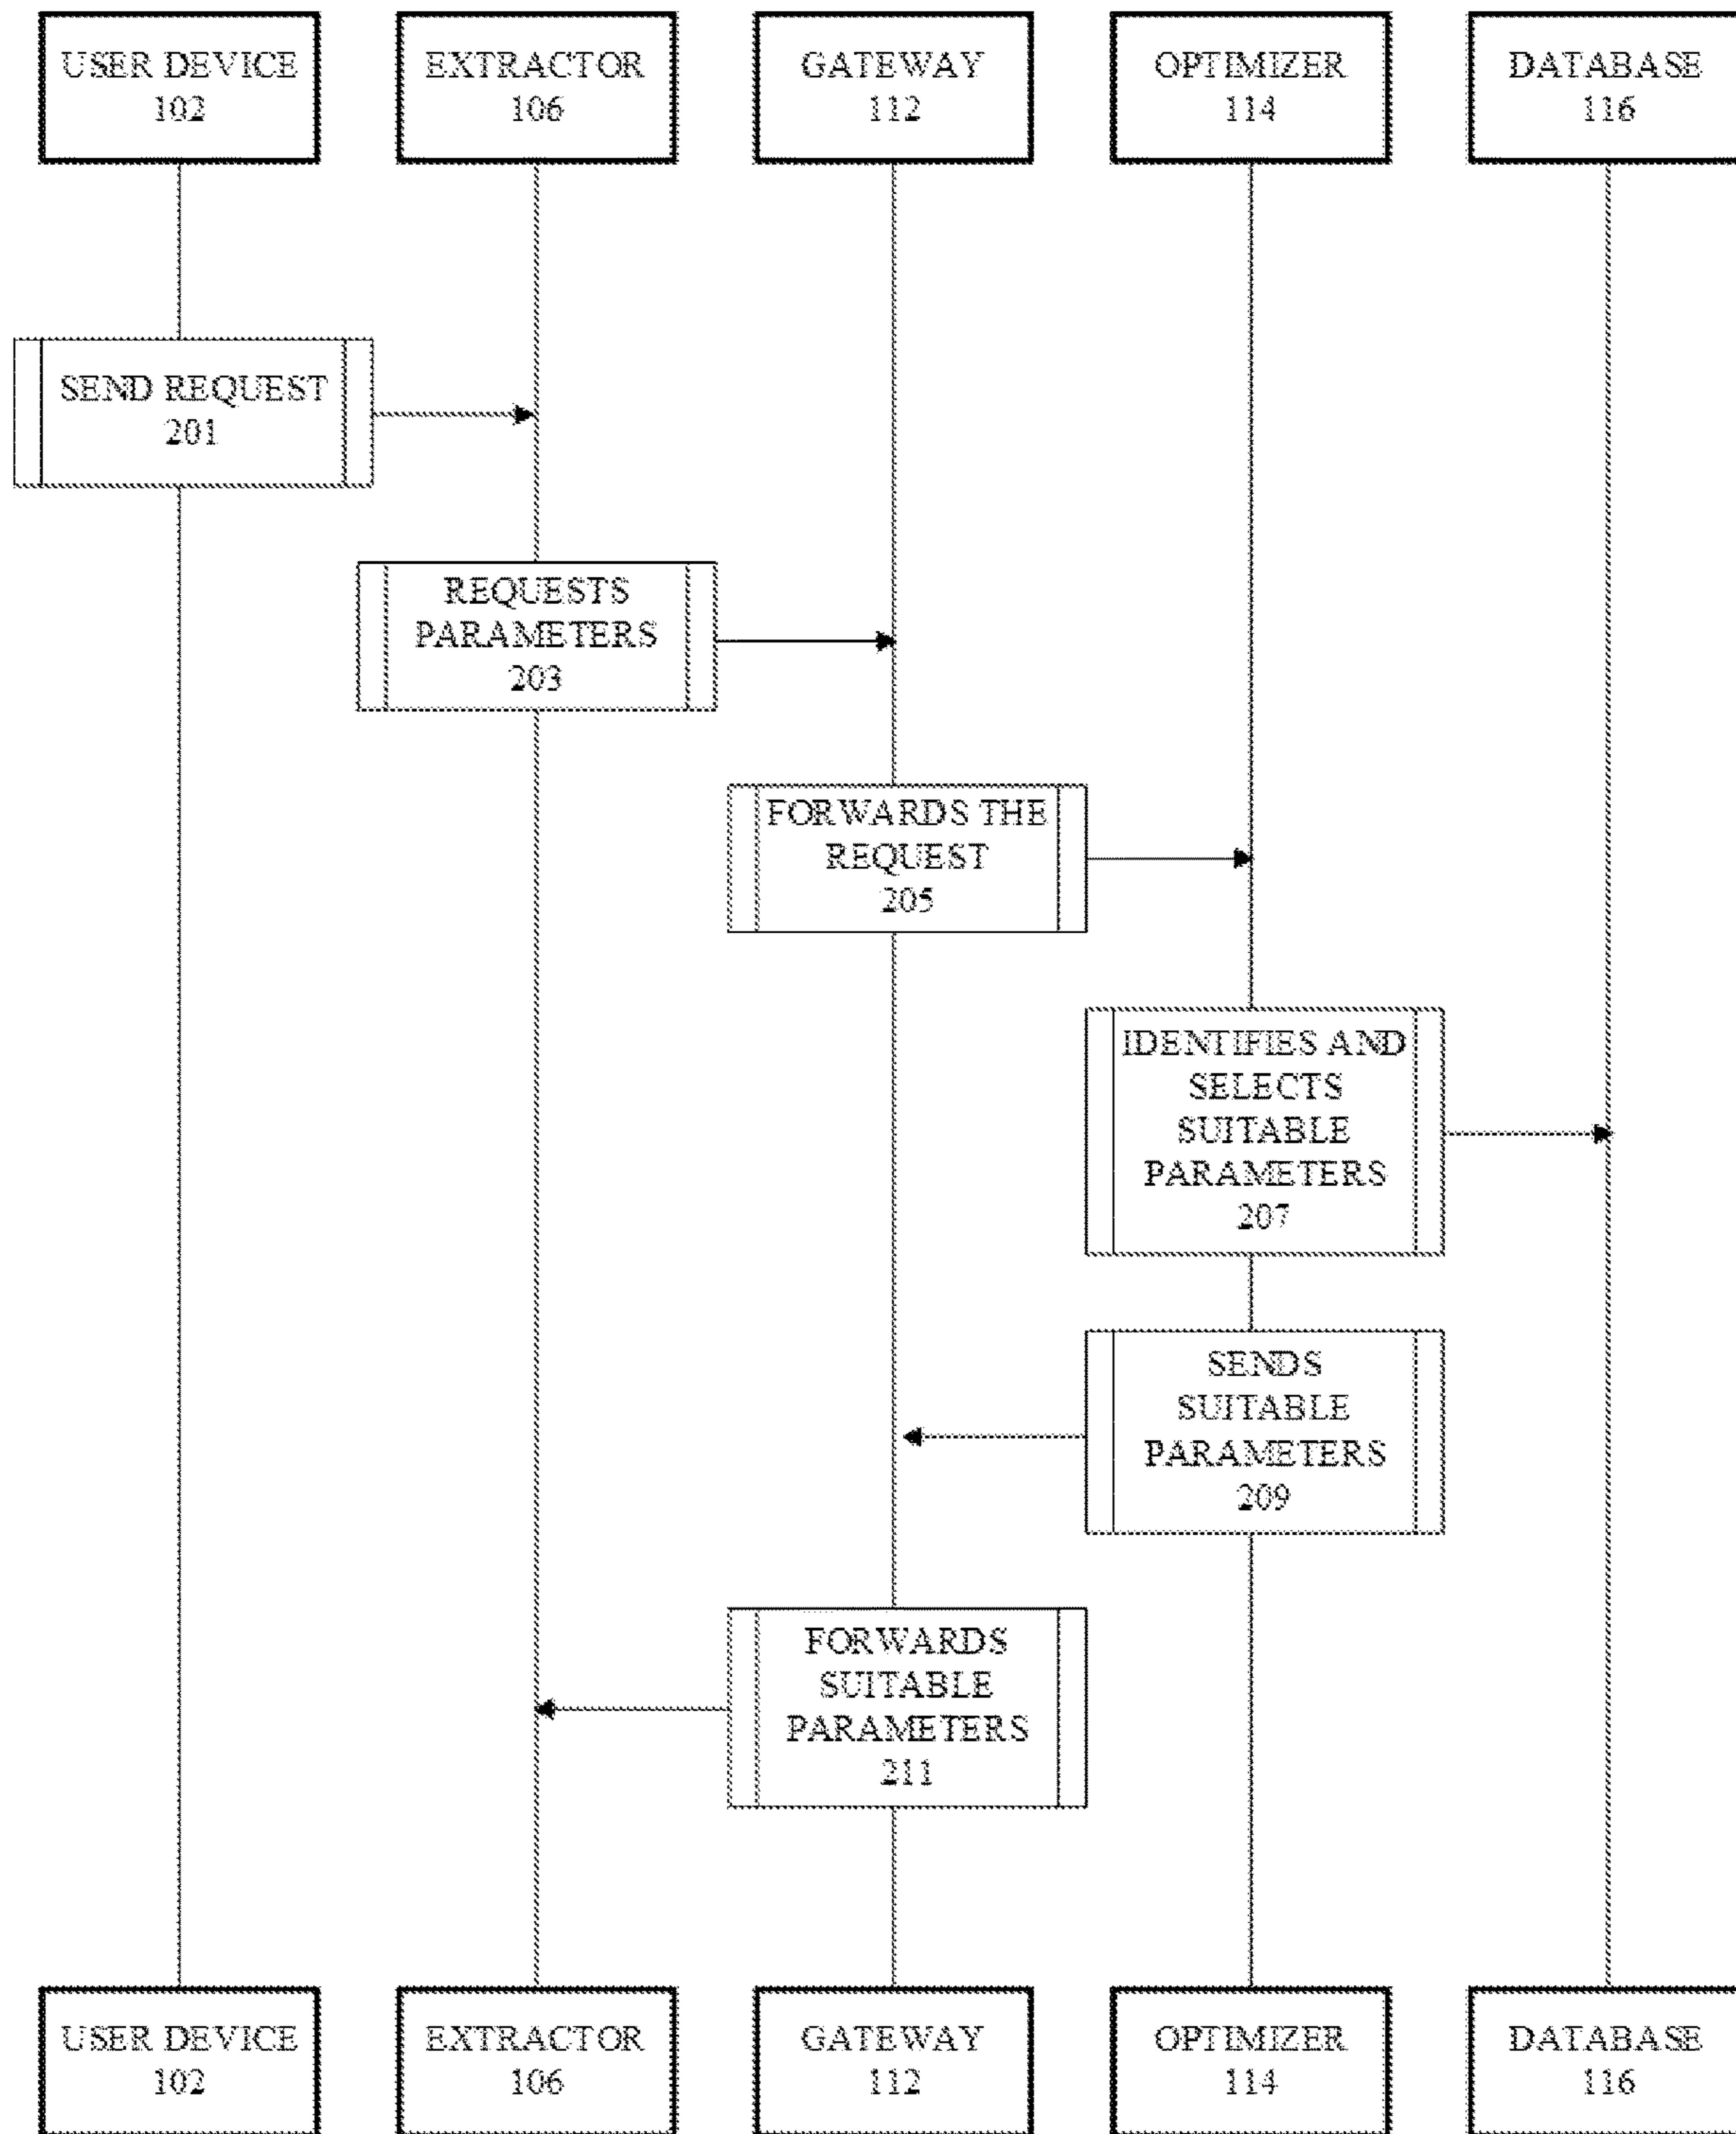 USER DEVICE
102
EXTRACTOR
106
GATEWAY
112
OPTIMIZER
114
DATABASE
116
SEND REQUEST
201
REQUESTS
PARAMETERS
203
FORWARDS THE
REQUEST
205
IDENTIFIES AND
SELECTS
SUITABLE
PARAMETERS
207
SENDS
SUITABLE
PARAMETERS
209
FORWARDS
SUITABLE
PARAMETERS
211
USER DEVICE
102
EXTRACTOR
106
GATEWAY
112
OPTIMIZER
114
DATABASE
116